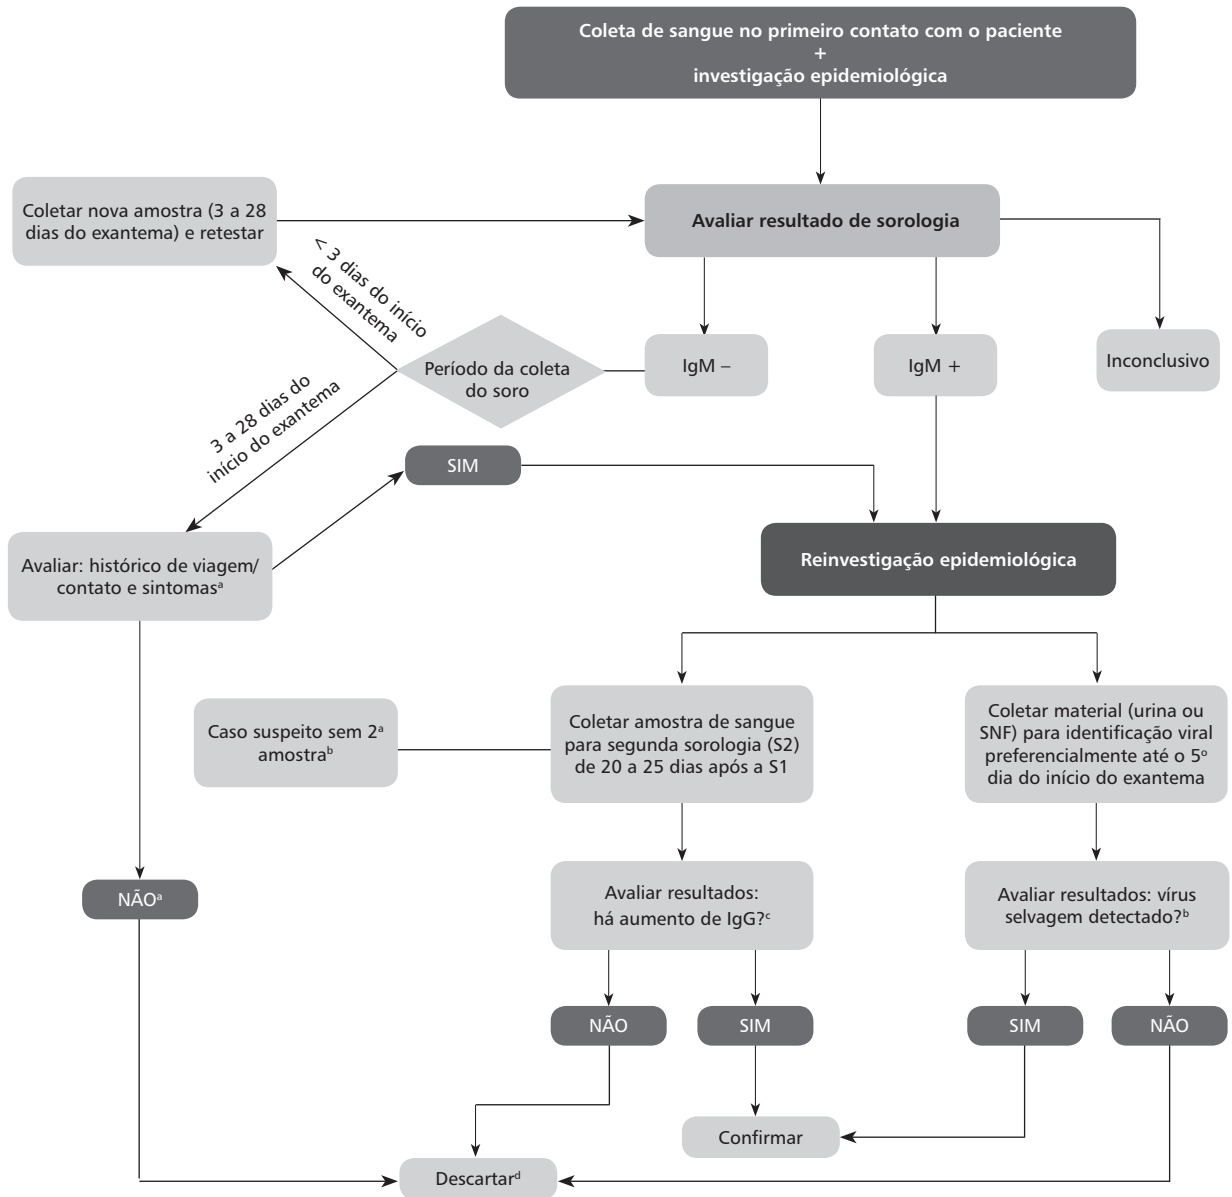 Coleta de sangue no primeiro contato com o paciente
+
investigação epidemiológica
Coletar nova amostra (3 a 28
dias do exantema) e retestar
Avaliar resultado de sorologia
< 3 dias do início
do exantema
Período da coleta
do soro
IgM –
IgM +
Inconclusivo
3 a 28 dias do
início do exantema
SIM
Avaliar: histórico de viagem/
contato e sintomasᵃ
Reinvestigação epidemiológica
Caso suspeito sem 2ª
amostraᵇ
Coletar amostra de sangue
para segunda sorologia (S2)
de 20 a 25 dias após a S1
Coletar material (urina ou
SNF) para identificação viral
preferencialmente até o 5º
dia do início do exantema
NÃOᵃ
Avaliar resultados:
há aumento de IgG?ᶜ
Avaliar resultados: vírus
selvagem detectado?ᵇ
NÃO
SIM
SIM
NÃO
Confirmar
Descartarᵈ